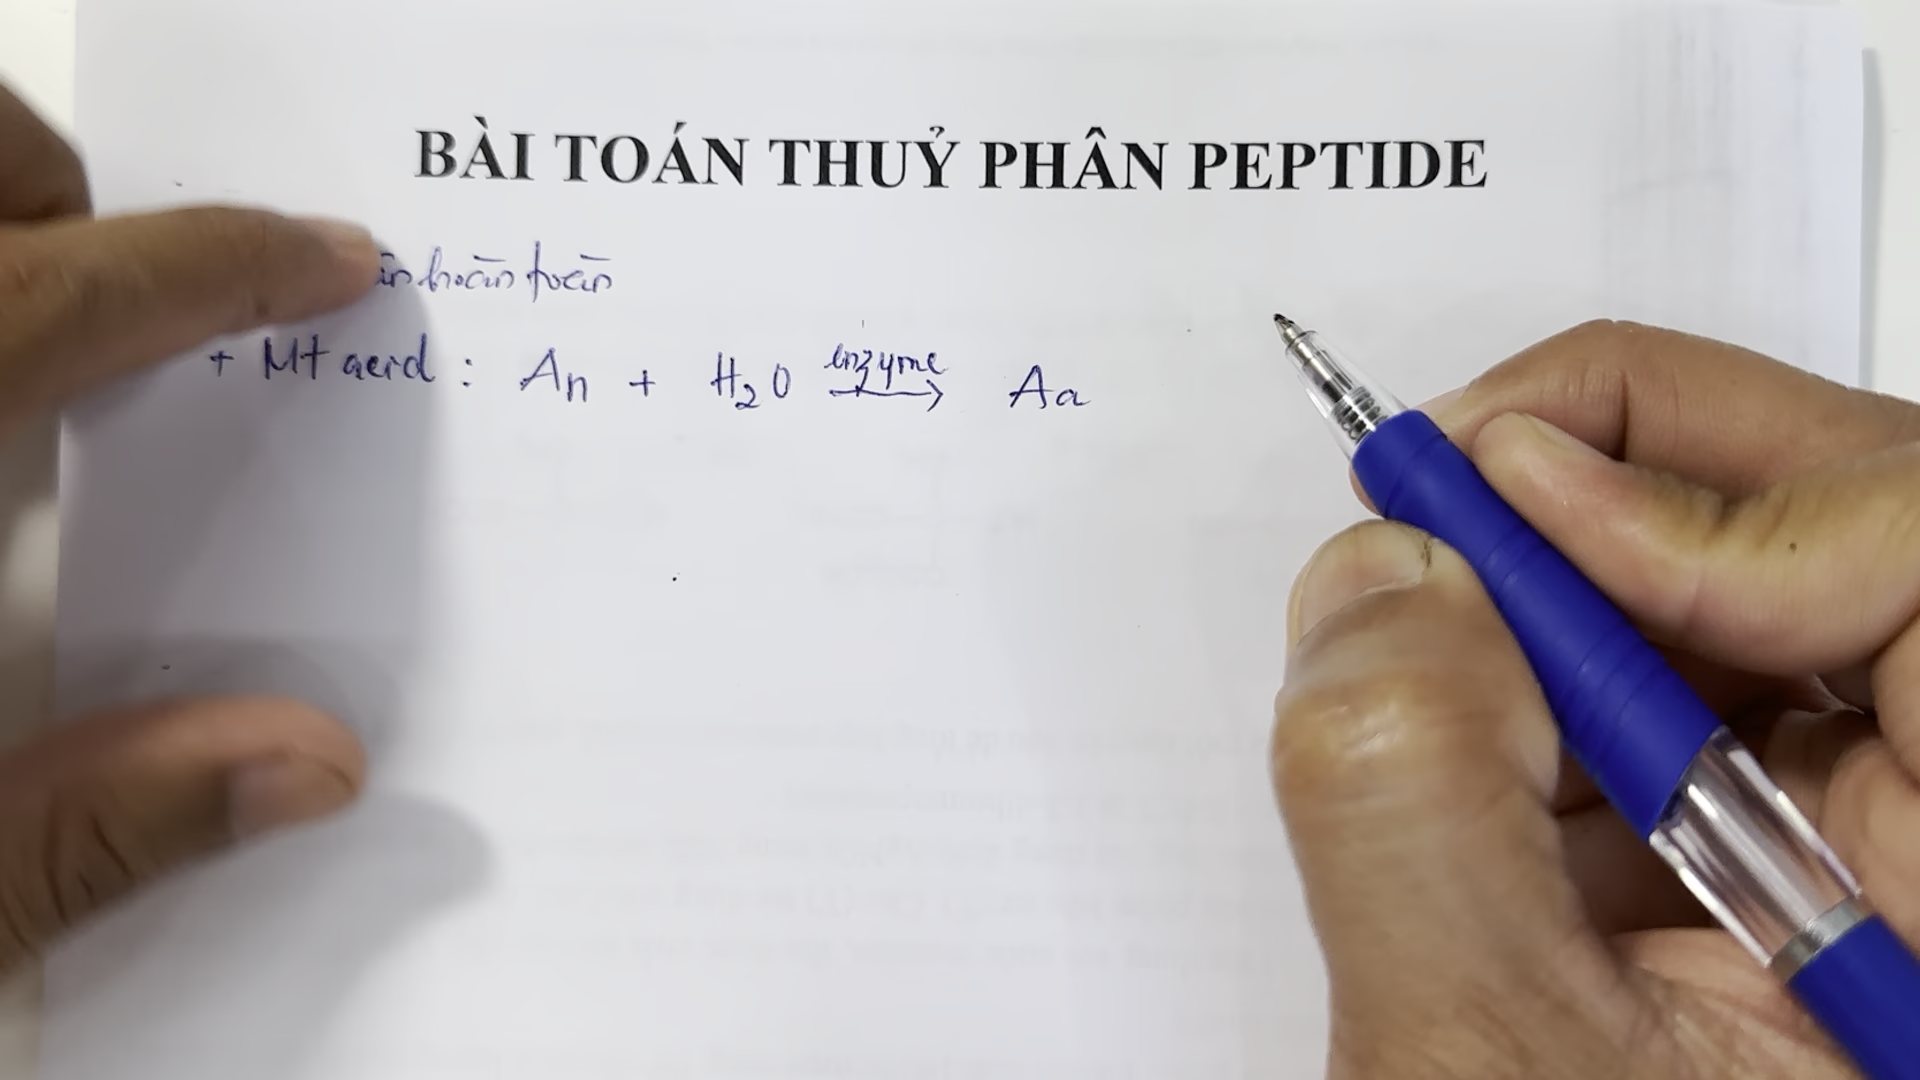 BÀI TOÁN THUỶ PHÂN PEPTIDE
hoàn toàn
+ Mt acid : An + H2O enzyme → Aa